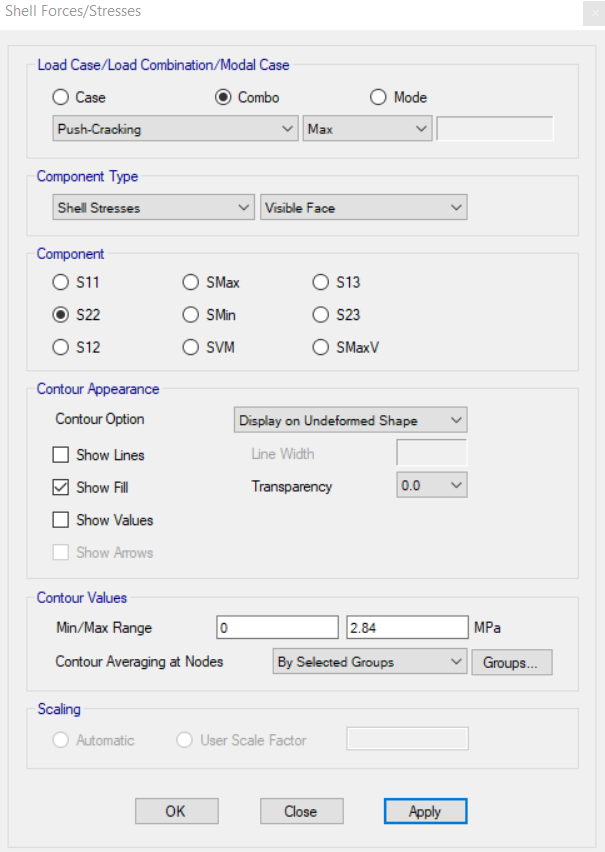 Shell Forces/Stresses
Load Case/Load Combination/Modal Case
Case Combo Mode
Push-Cracking Max
Component Type
Shell Stresses Visible Face
Component
S11 SMax S13
S22 SMin S23
S12 SVM SMaxV
Contour Appearance
Contour Option Display on Undeformed Shape
Show Lines Line Width
Show Fill Transparency 0.0
Show Values
Show Arrows
Contour Values
Min/Max Range 0 2.84 MPa
Contour Averaging at Nodes By Selected Groups Groups...
Scaling
Automatic User Scale Factor
OK Close Apply